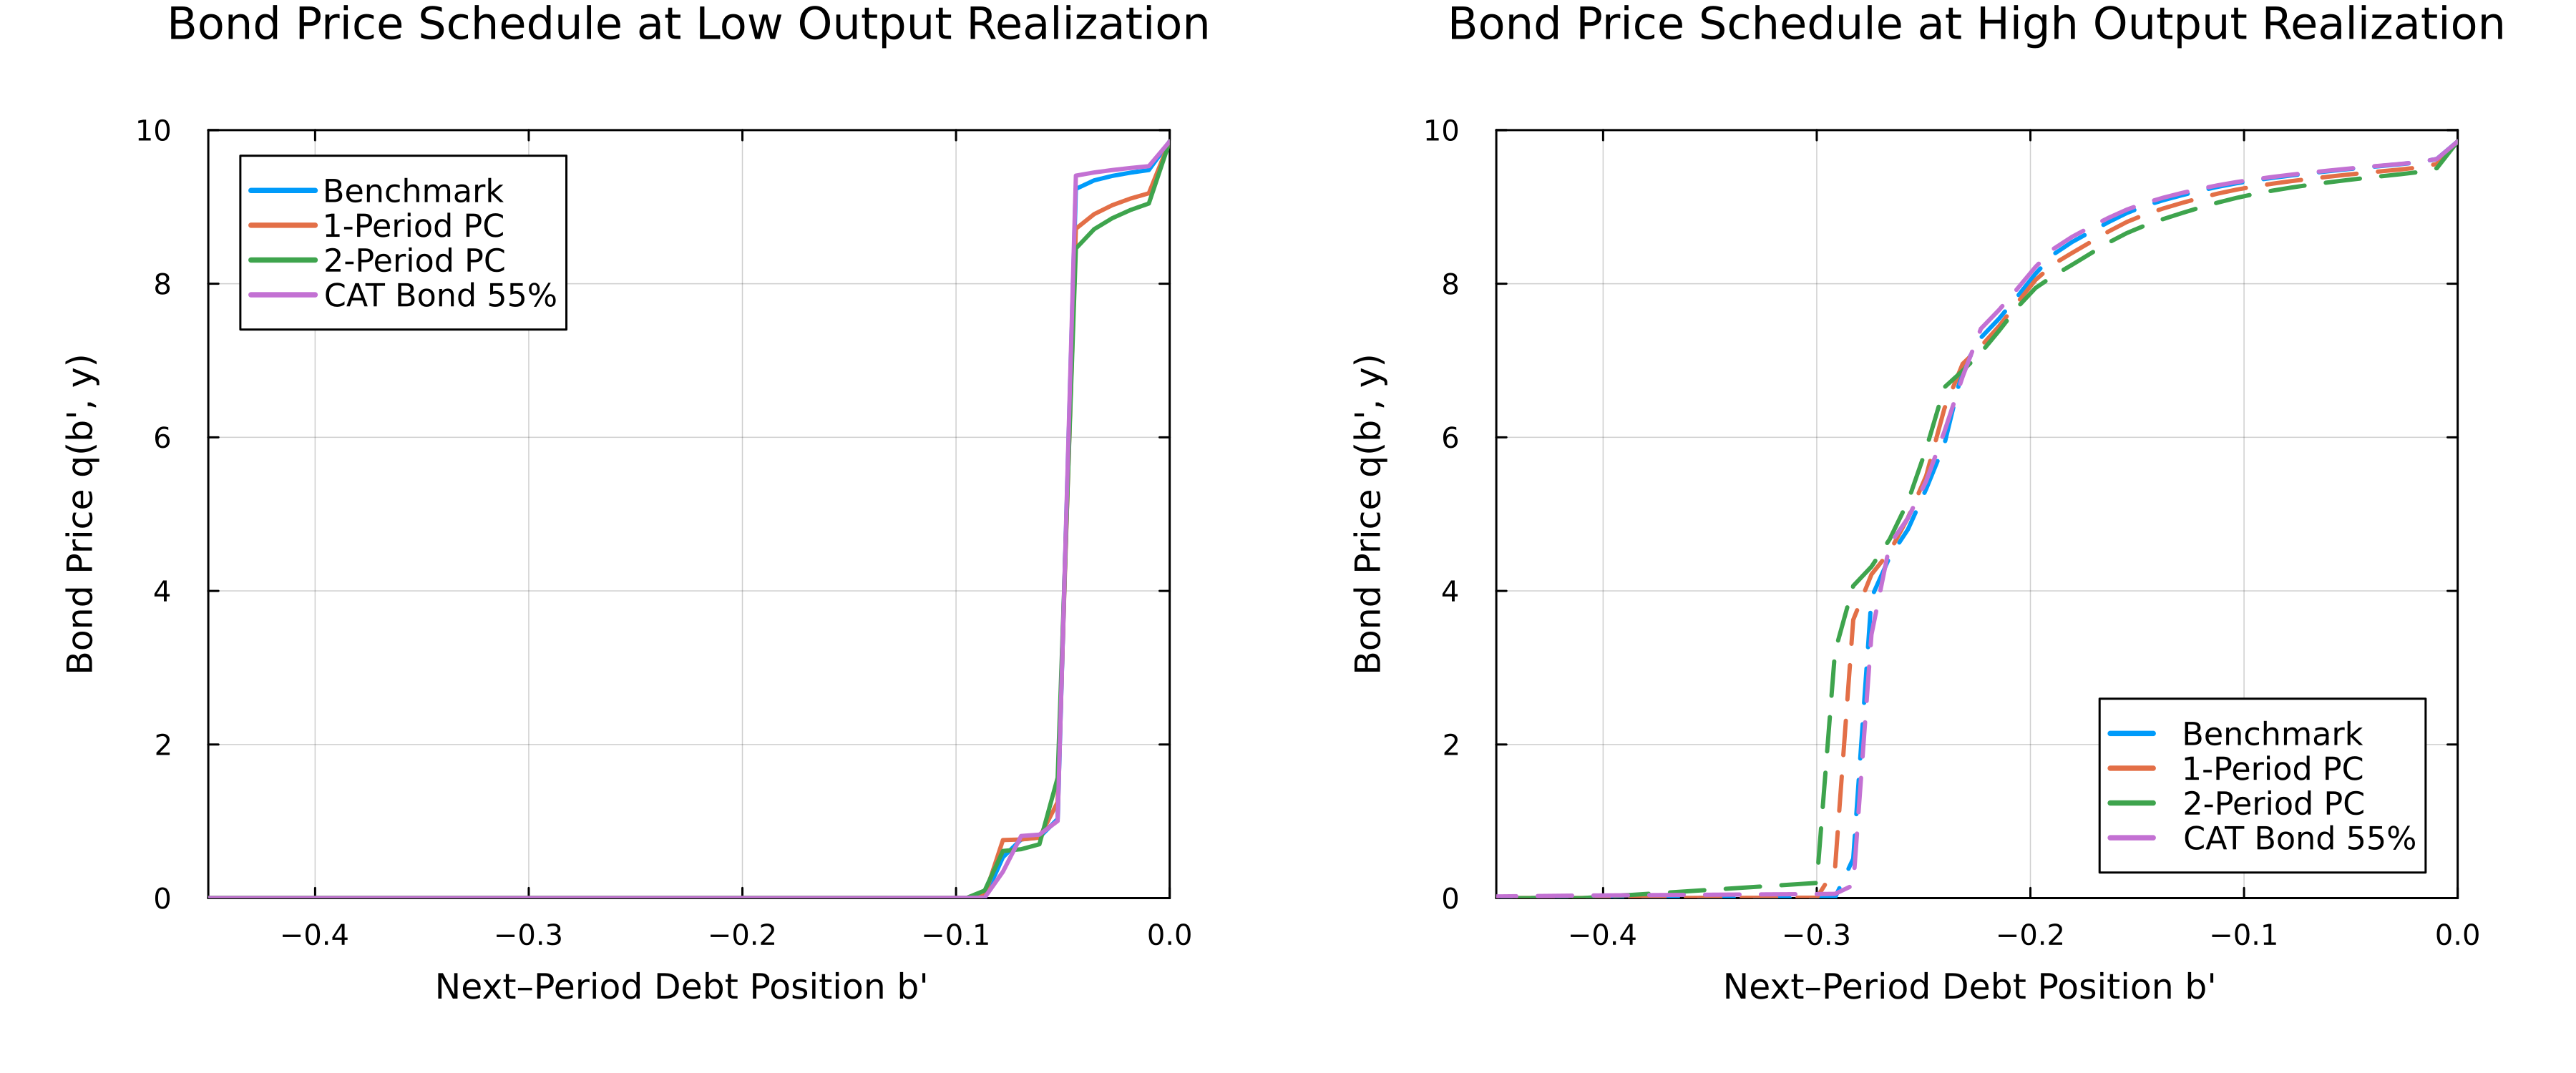 Bond Price Schedule at Low Output Realization
Bond Price q(b', y)
10
8
6
4
2
0
Benchmark
1-Period PC
2-Period PC
CAT Bond 55%
−0.4
−0.3
−0.2
−0.1
0.0
Next–Period Debt Position b'
Bond Price Schedule at High Output Realization
Bond Price q(b', y)
10
8
6
4
2
0
Benchmark
1-Period PC
2-Period PC
CAT Bond 55%
−0.4
−0.3
−0.2
−0.1
0.0
Next–Period Debt Position b'